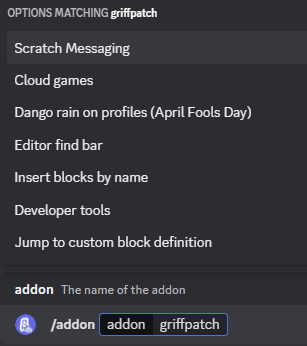 OPTIONS MATCHING griffpatch
Scratch Messaging
Cloud games
Dango rain on profiles (April Fools Day)
Editor find bar
Insert blocks by name
Developer tools
Jump to custom block definition
addon The name of the addon
/addon addon griffpatch